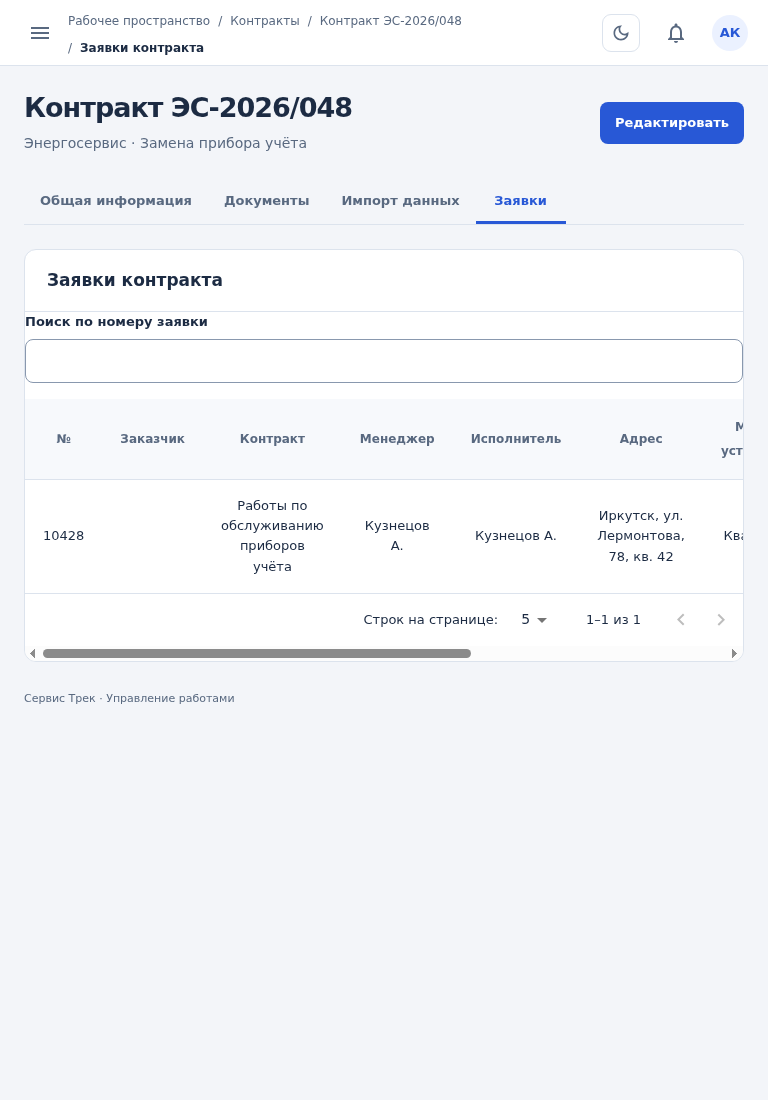 Рабочее пространство / Контракты / Контракт ЭС-2026/048
/ Заявки контракта
АК
Контракт ЭС-2026/048
Энергосервис · Замена прибора учёта
Редактировать
Общая информация Документы Импорт данных Заявки
Заявки контракта
Поиск по номеру заявки
№ Заказчик Контракт Менеджер Исполнитель Адрес
10428
Работы по
обслуживанию
приборов
учёта
Кузнецов
А.
Кузнецов А.
Иркутск, ул.
Лермонтова,
78, кв. 42
Строк на странице: 5 1–1 из 1
Сервис Трек · Управление работами